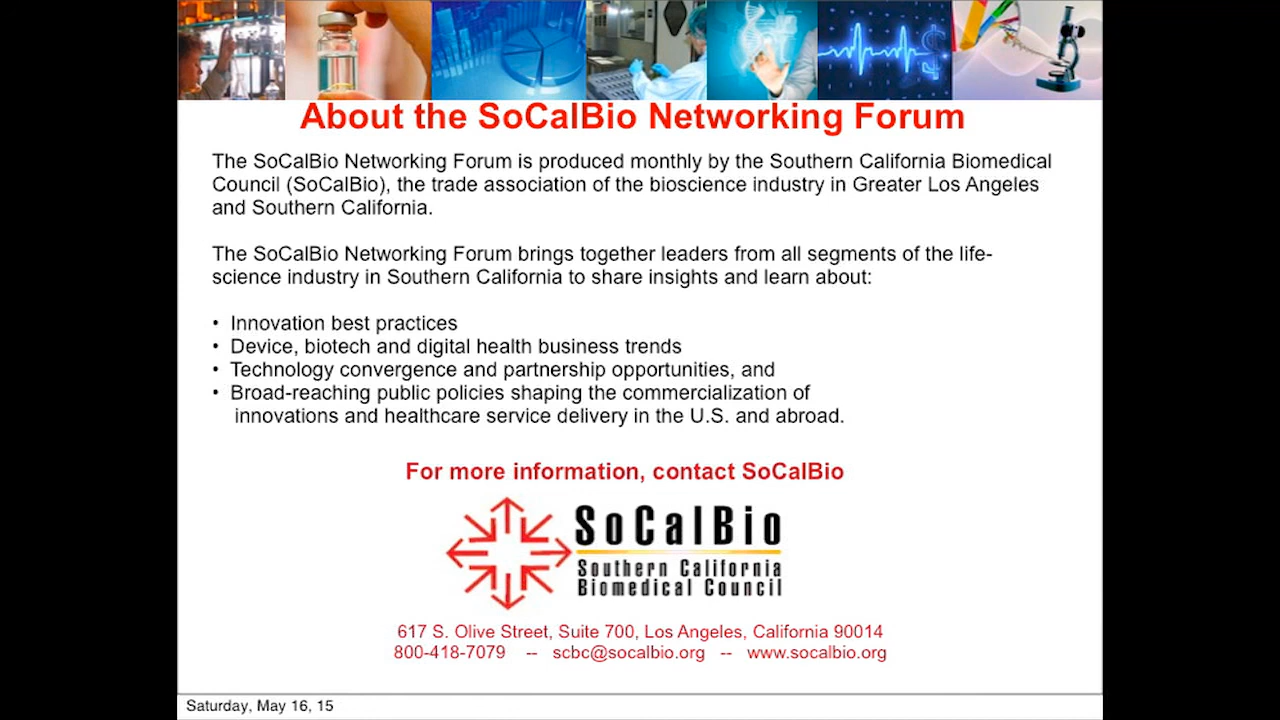 About the SoCalBio Networking Forum
The SoCalBio Networking Forum is produced monthly by the Southern California Biomedical
Council (SoCalBio), the trade association of the bioscience industry in Greater Los Angeles
and Southern California.
The SoCalBio Networking Forum brings together leaders from all segments of the life-
science industry in Southern California to share insights and learn about:
• Innovation best practices
• Device, biotech and digital health business trends
• Technology convergence and partnership opportunities, and
• Broad-reaching public policies shaping the commercialization of
innovations and healthcare service delivery in the U.S. and abroad.
For more information, contact SoCalBio
SoCalBio
Southern California
Biomedical Council
617 S. Olive Street, Suite 700, Los Angeles, California 90014
800-418-7079 -- scbc@socalbio.org -- www.socalbio.org
Saturday, May 16, 15